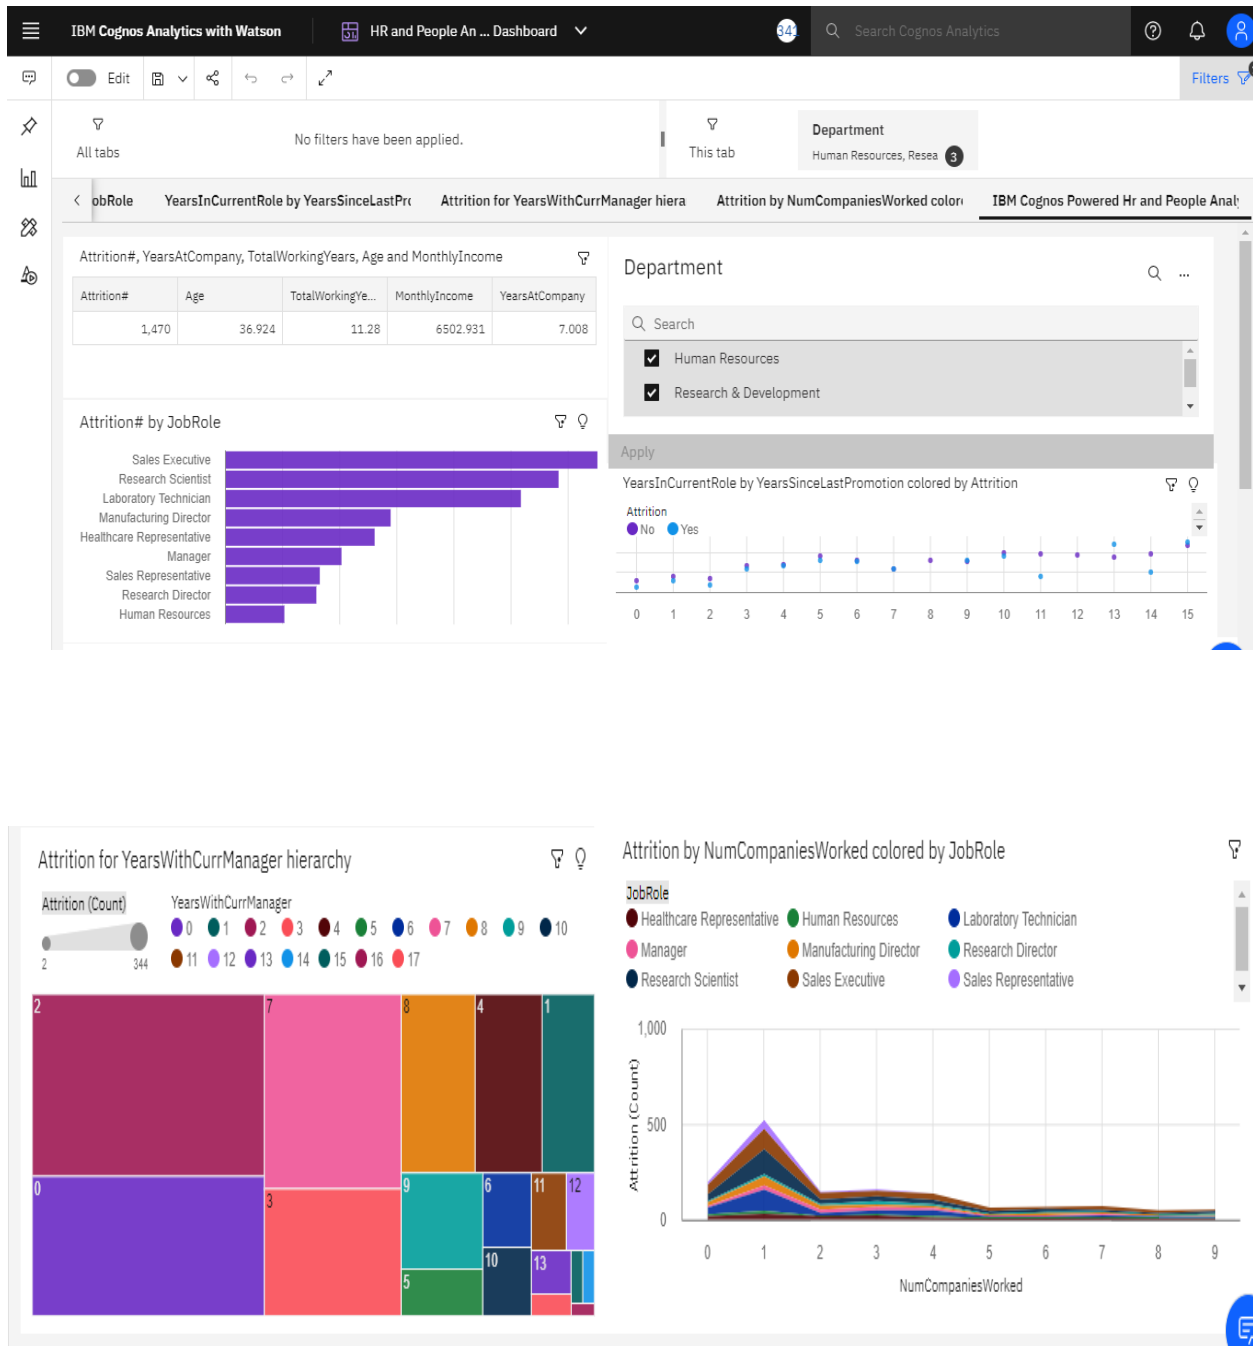 IBM Cognos Analytics with Watson
HR and People An ... Dashboard
341
Search Cognos Analytics
Edit
Filters
All tabs
No filters have been applied.
This tab
Department
Human Resources, Resea 3
obRole
YearsInCurrentRole by YearsSinceLastPr
Attrition for YearsWithCurrManager hiera
Attrition by NumCompaniesWorked color
IBM Cognos Powered Hr and People Analy
Attrition#, YearsAtCompany, TotalWorkingYears, Age and MonthlyIncome
Attrition# Age TotalWorkingYe... MonthlyIncome YearsAtCompany
1,470 36.924 11.28 6502.931 7.008
Department
...
Search
Human Resources
Research & Development
Apply
Attrition# by JobRole
Sales Executive
Research Scientist
Laboratory Technician
Manufacturing Director
Healthcare Representative
Manager
Sales Representative
Research Director
Human Resources
YearsInCurrentRole by YearsSinceLastPromotion colored by Attrition
Attrition
No Yes
0 1 2 3 4 5 6 7 8 9 10 11 12 13 14 15
Attrition for YearsWithCurrManager hierarchy
Attrition (Count)
2 344
YearsWithCurrManager
0 1 2 3 4 5 6 7 8 9 10
11 12 13 14 15 16 17
2 7 8 4 1
0 3 9 6 11 12
10 13
5
Attrition by NumCompaniesWorked colored by JobRole
JobRole
Healthcare Representative Human Resources Laboratory Technician
Manager Manufacturing Director Research Director
Research Scientist Sales Executive Sales Representative
Attrition (Count)
1,000
500
0
0 1 2 3 4 5 6 7 8 9
NumCompaniesWorked